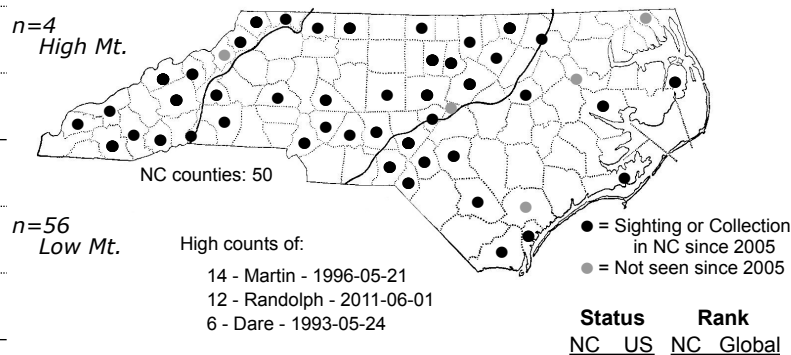 n=4
High Mt.
NC counties: 50
n=56
Low Mt.
High counts of:
14 - Martin - 1996-05-21
12 - Randolph - 2011-06-01
6 - Dare - 1993-05-24
= Sighting or Collection
in NC since 2005
= Not seen since 2005
Status Rank
NC US NC Global